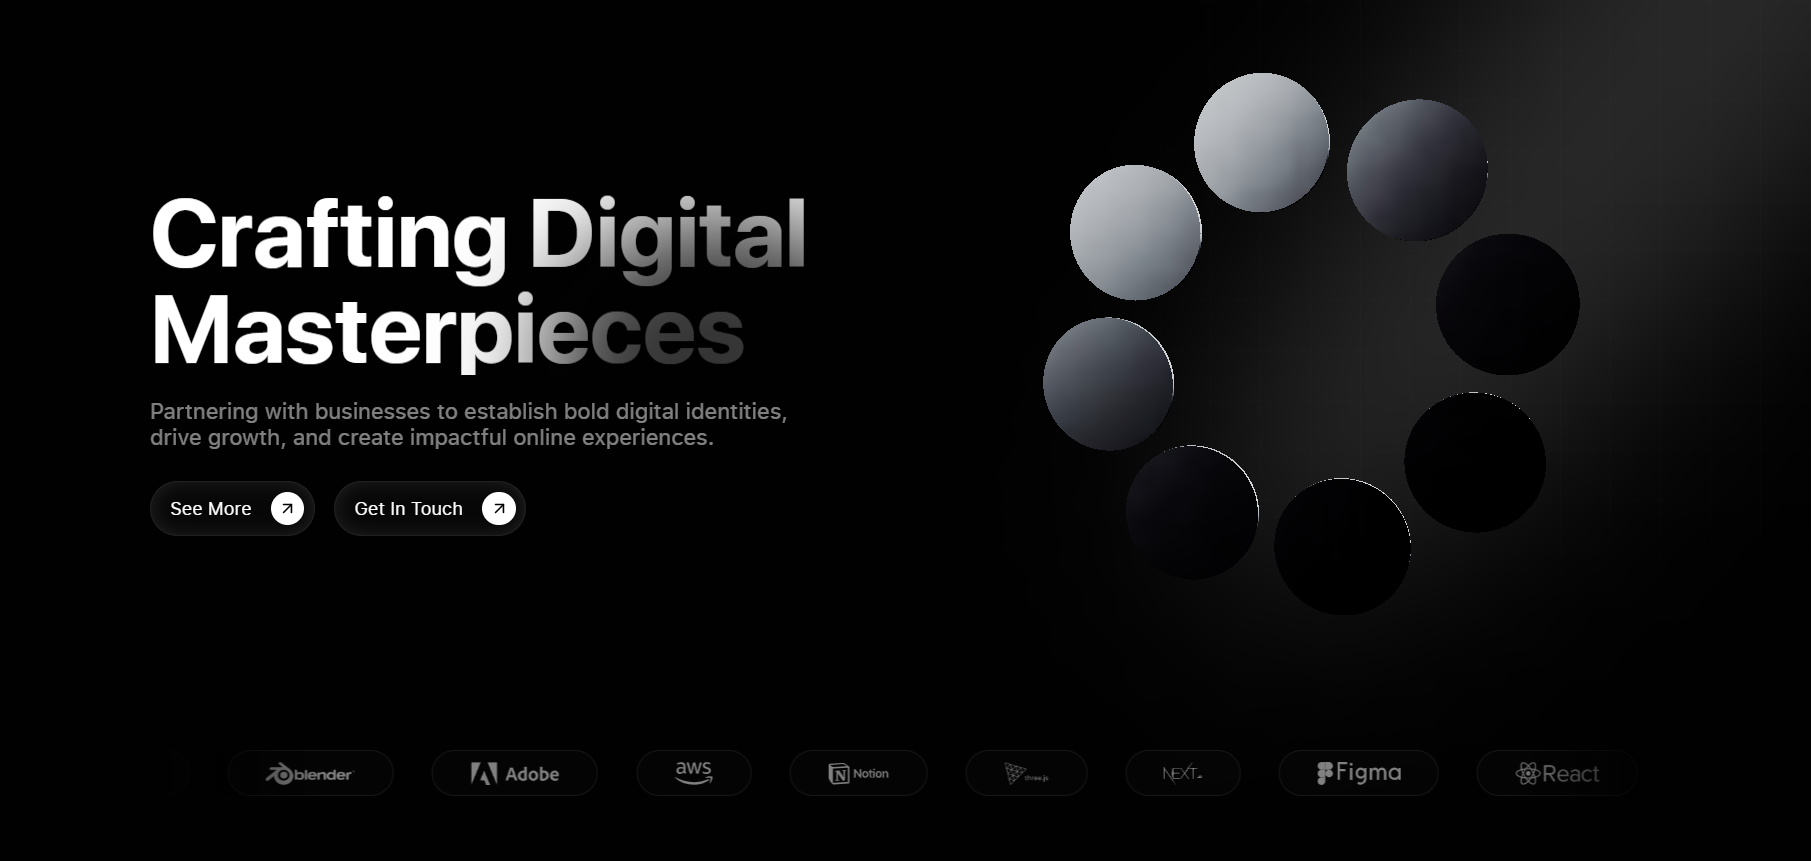 Crafting Digital
Masterpieces
Partnering with businesses to establish bold digital identities,
drive growth, and create impactful online experiences.
See More
Get In Touch
blender
Adobe
aws
Notion
three.js
NEXT.JS
Figma
React